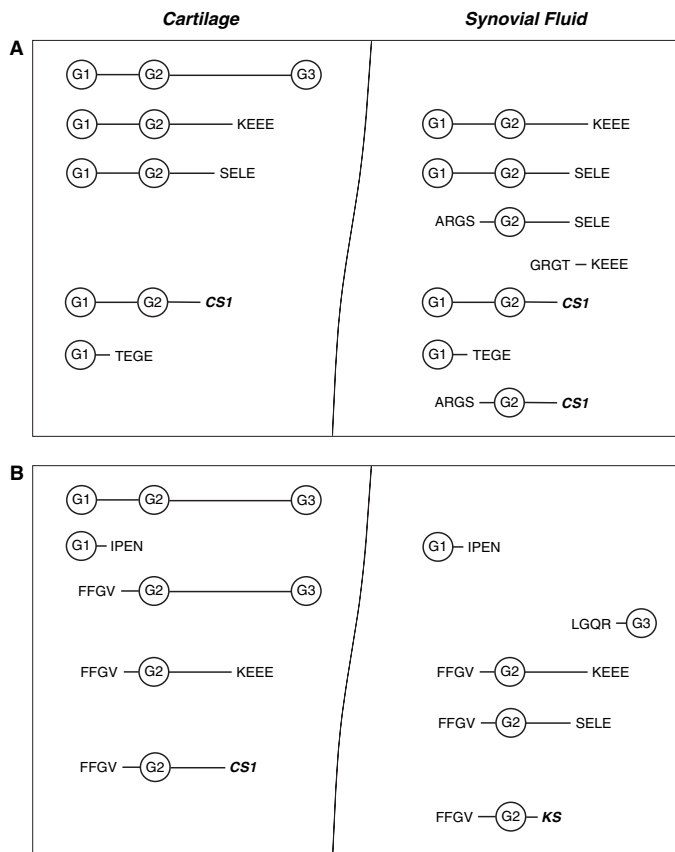 Cartilage Synovial Fluid
A
G1 G2 G3
G1 G2 KEEE G1 G2 KEEE
G1 G2 SELE G1 G2 SELE
ARGS G2 SELE
GRGT KEEE
G1 G2 CS1 G1 G2 CS1
G1 TEGE G1 TEGE
ARGS G2 CS1
B
G1 G2 G3
G1 IPEN G1 IPEN
FFGV G2 G3
LGQR G3
FFGV G2 KEEE FFGV G2 KEEE
FFGV G2 SELE
FFGV G2 CS1
FFGV G2 KS